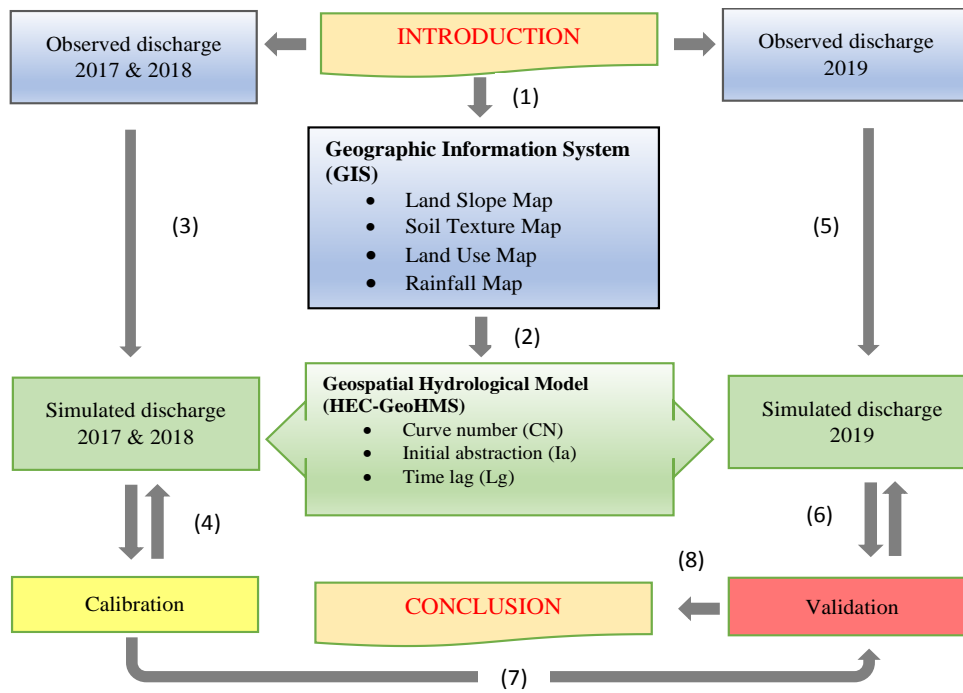 Observed discharge
2017 & 2018
INTRODUCTION
Observed discharge
2019
(1)
Geographic Information System
(GIS)
• Land Slope Map
• Soil Texture Map
• Land Use Map
• Rainfall Map
(3)
(5)
(2)
Simulated discharge
2017 & 2018
Geospatial Hydrological Model
(HEC-GeoHMS)
• Curve number (CN)
• Initial abstraction (Ia)
• Time lag (Lg)
Simulated discharge
2019
(4)
(6)
(8)
Calibration
CONCLUSION
Validation
(7)